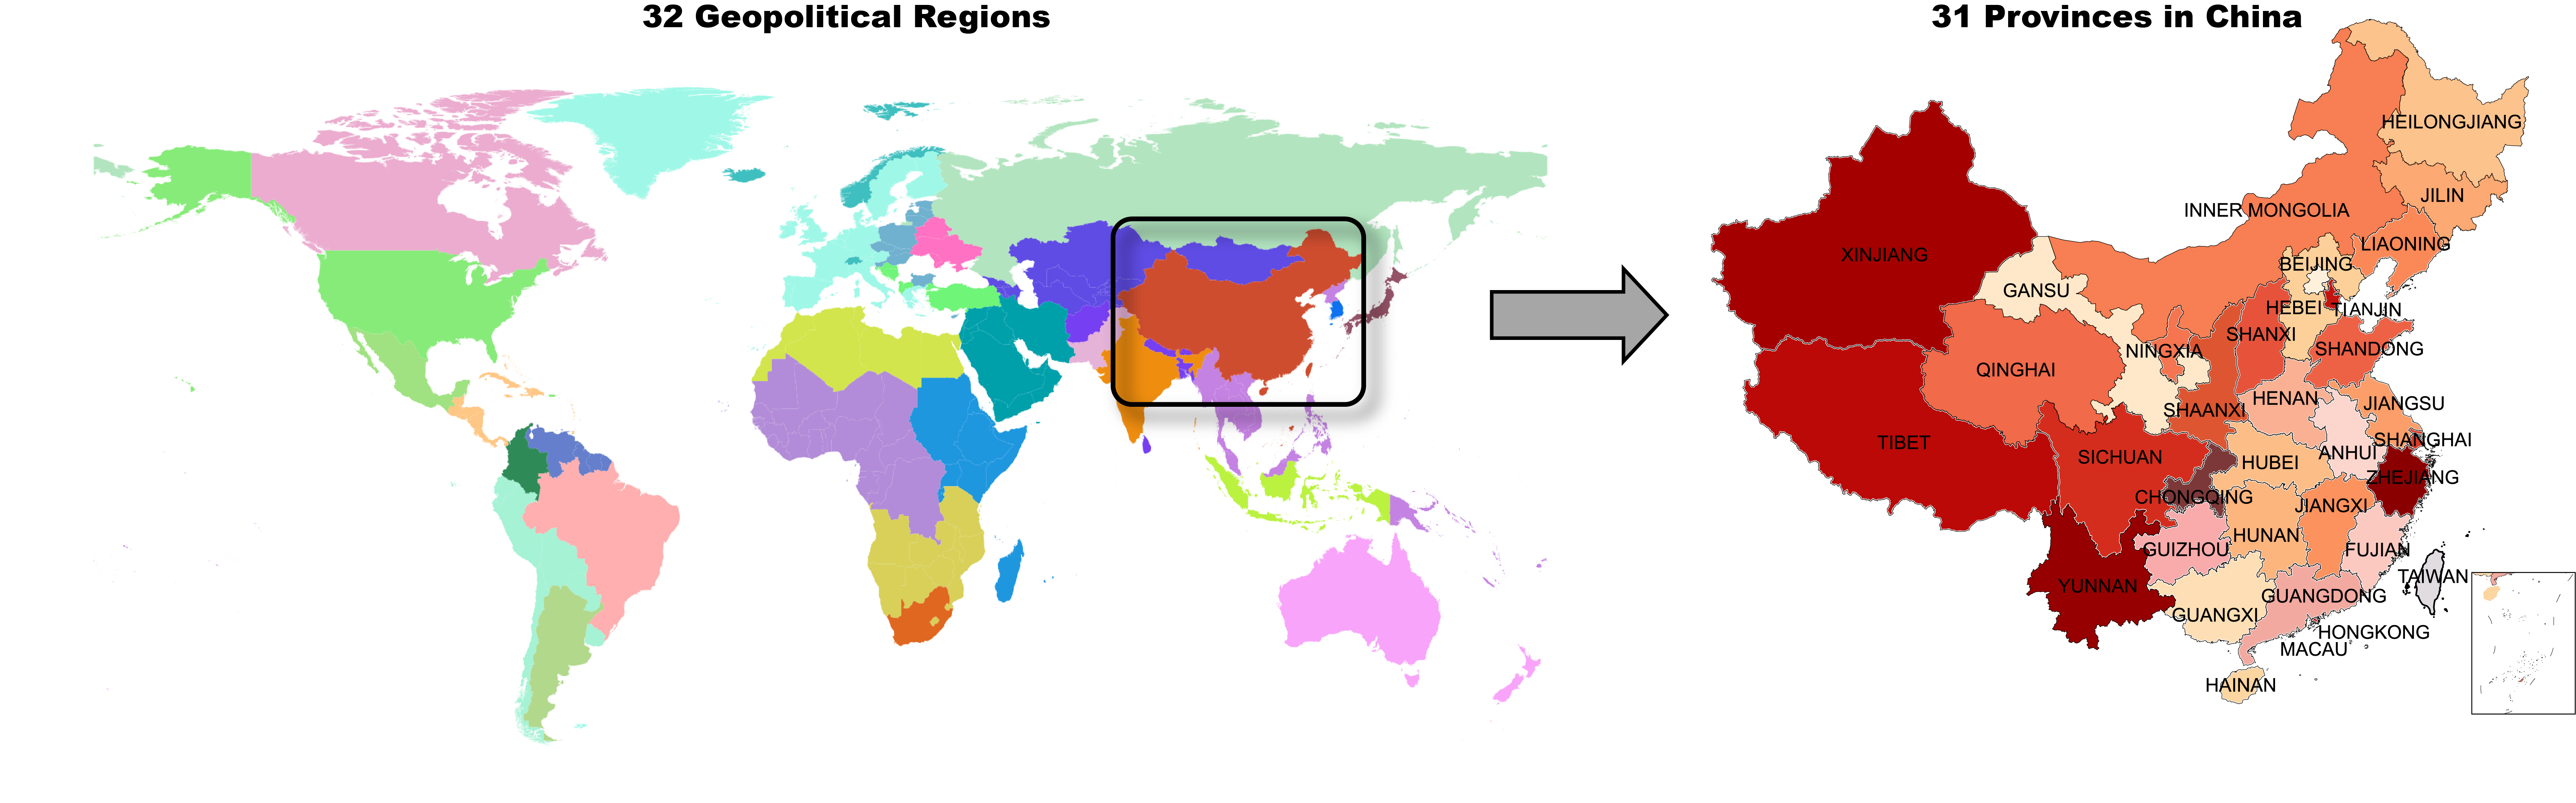 32 Geopolitical Regions
31 Provinces in China
HEILONGJIANG
JILIN
INNER MONGOLIA
LIAONING
XINJIANG
BEIJING
GANSU
HEBEI
TIANJIN
SHANXI
NINGXIA
SHANDONG
QINGHAI
HENAN
JIANGSU
SHAANXI
TIBET
SHANGHAI
SICHUAN
ANHUI
HUBEI
ZHEJIANG
CHONGQING
JIANGXI
HUNAN
GUIZHOU
FUJIAN
TAIWAN
YUNNAN
GUANGDONG
GUANGXI
HONGKONG
MACAU
HAINAN